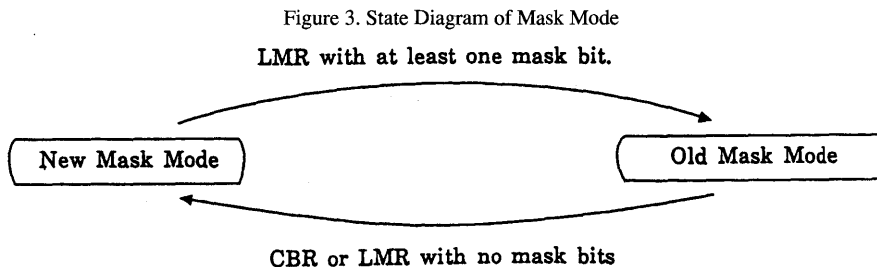 Figure 3. State Diagram of Mask Mode
LMR with at least one mask bit.
New Mask Mode
Old Mask Mode
CBR or LMR with no mask bits